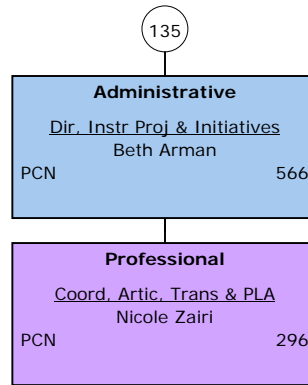 135
Administrative
Dir, Instr Proj & Initiatives
Beth Arman
PCN 566
Professional
Coord, Artic, Trans & PLA
Nicole Zairi
PCN 296